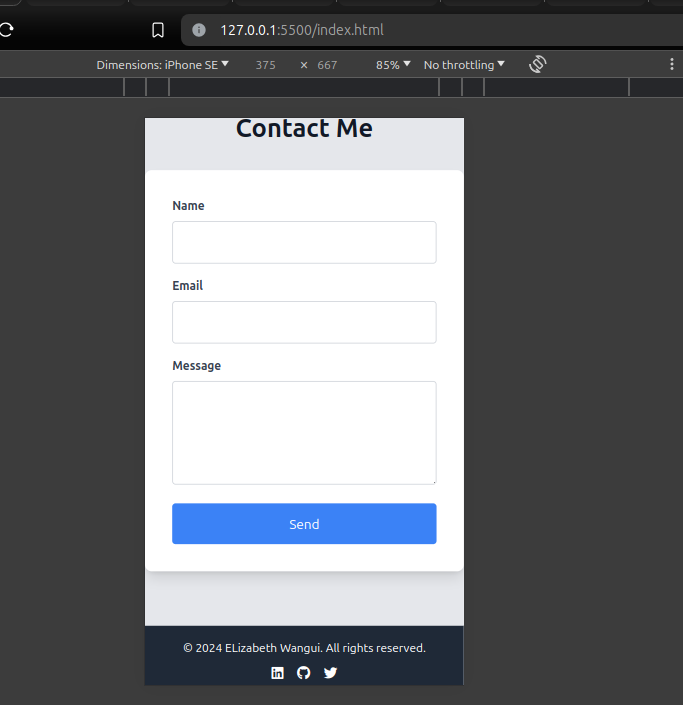 127.0.0.1:5500/index.html
Dimensions: iPhone SE 375 × 667 85% No throttling
Contact Me
Name
Email
Message
Send
© 2024 ELizabeth Wangui. All rights reserved.